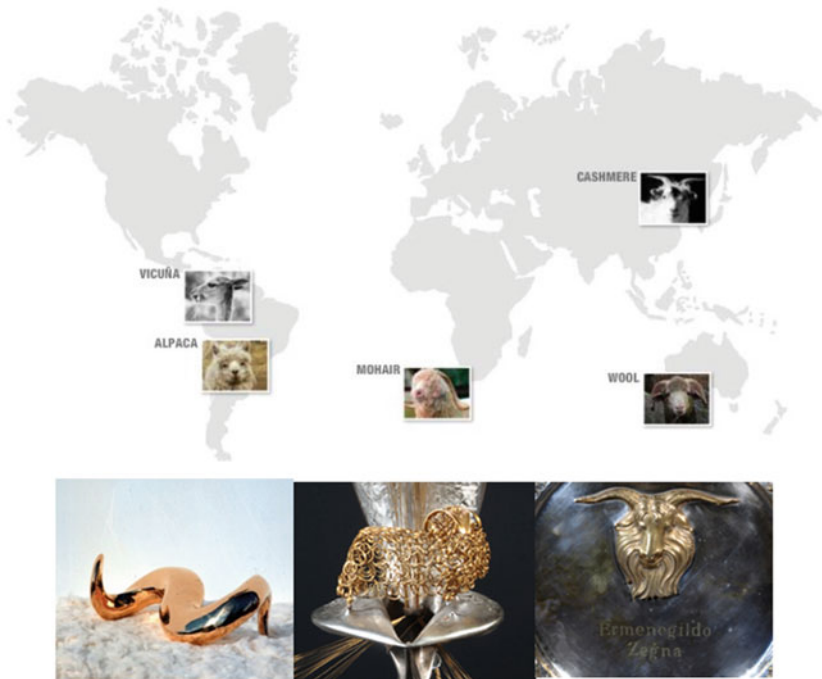 CASHMERE
VICUÑA
ALPACA
MOHAIR
WOOL
Ermenegildo
Zegna